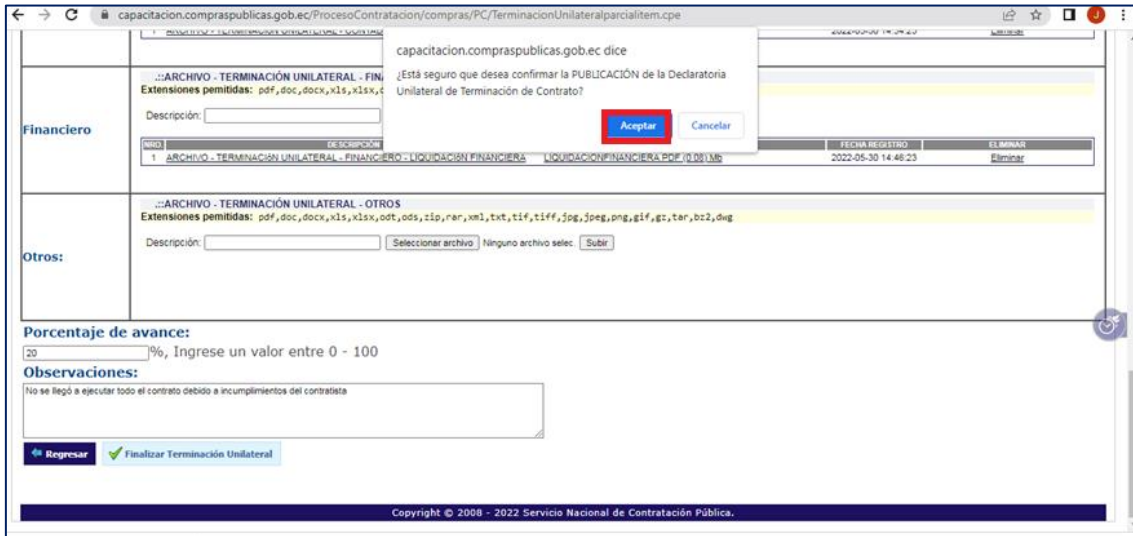 capacitacion.compraspublicas.gob.ec/ProcesoContratacion/compras/PC/TerminacionUnilateralparcialitem.cpe
J
capacitacion.compraspublicas.gob.ec dice
¿Está seguro que desea confirmar la PUBLICACIÓN de la Declaratoria
Unilateral de Terminación de Contrato?
Aceptar Cancelar
Financiero
.::ARCHIVO - TERMINACIÓN UNILATERAL - FIN
Extensiones pemitidas: pdf,doc,docx,xls,xlsx,
Descripción:
NRO. DESCRIPCIÓN FECHA REGISTRO ELIMINAR
1 ARCHIVO - TERMINACIóN UNILATERAL - FINANCIERO - LIQUIDACIóN FINANCIERA LIQUIDACIONFINANCIERA.PDF (0.08) Mb 2022-05-30 14:46:23 Eliminar
Otros:
.::ARCHIVO - TERMINACIÓN UNILATERAL - OTROS
Extensiones pemitidas: pdf,doc,docx,xls,xlsx,odt,ods,zip,rar,xml,txt,tif,tiff,jpg,jpeg,png,gif,gz,tar,bz2,dwg
Descripción: Seleccionar archivo Ninguno archivo selec. Subir
Porcentaje de avance:
20 %, Ingrese un valor entre 0 - 100
Observaciones:
No se llegó a ejecutar todo el contrato debido a incumplimientos del contratista
Regresar Finalizar Terminación Unilateral
Copyright © 2008 - 2022 Servicio Nacional de Contratación Pública.